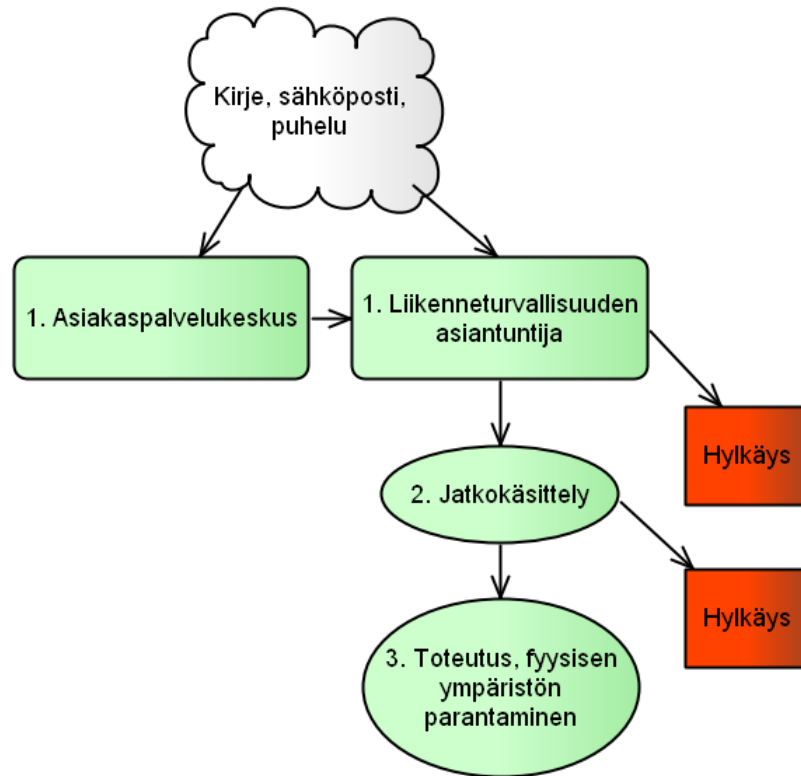 Kirje, sähköposti,
puhelu
1. Asiakaspalvelukeskus
1. Liikenneturvallisuuden
asiantuntija
Hylkäys
2. Jatkokäsittely
Hylkäys
3. Toteutus, fyysisen
ympäristön
parantaminen